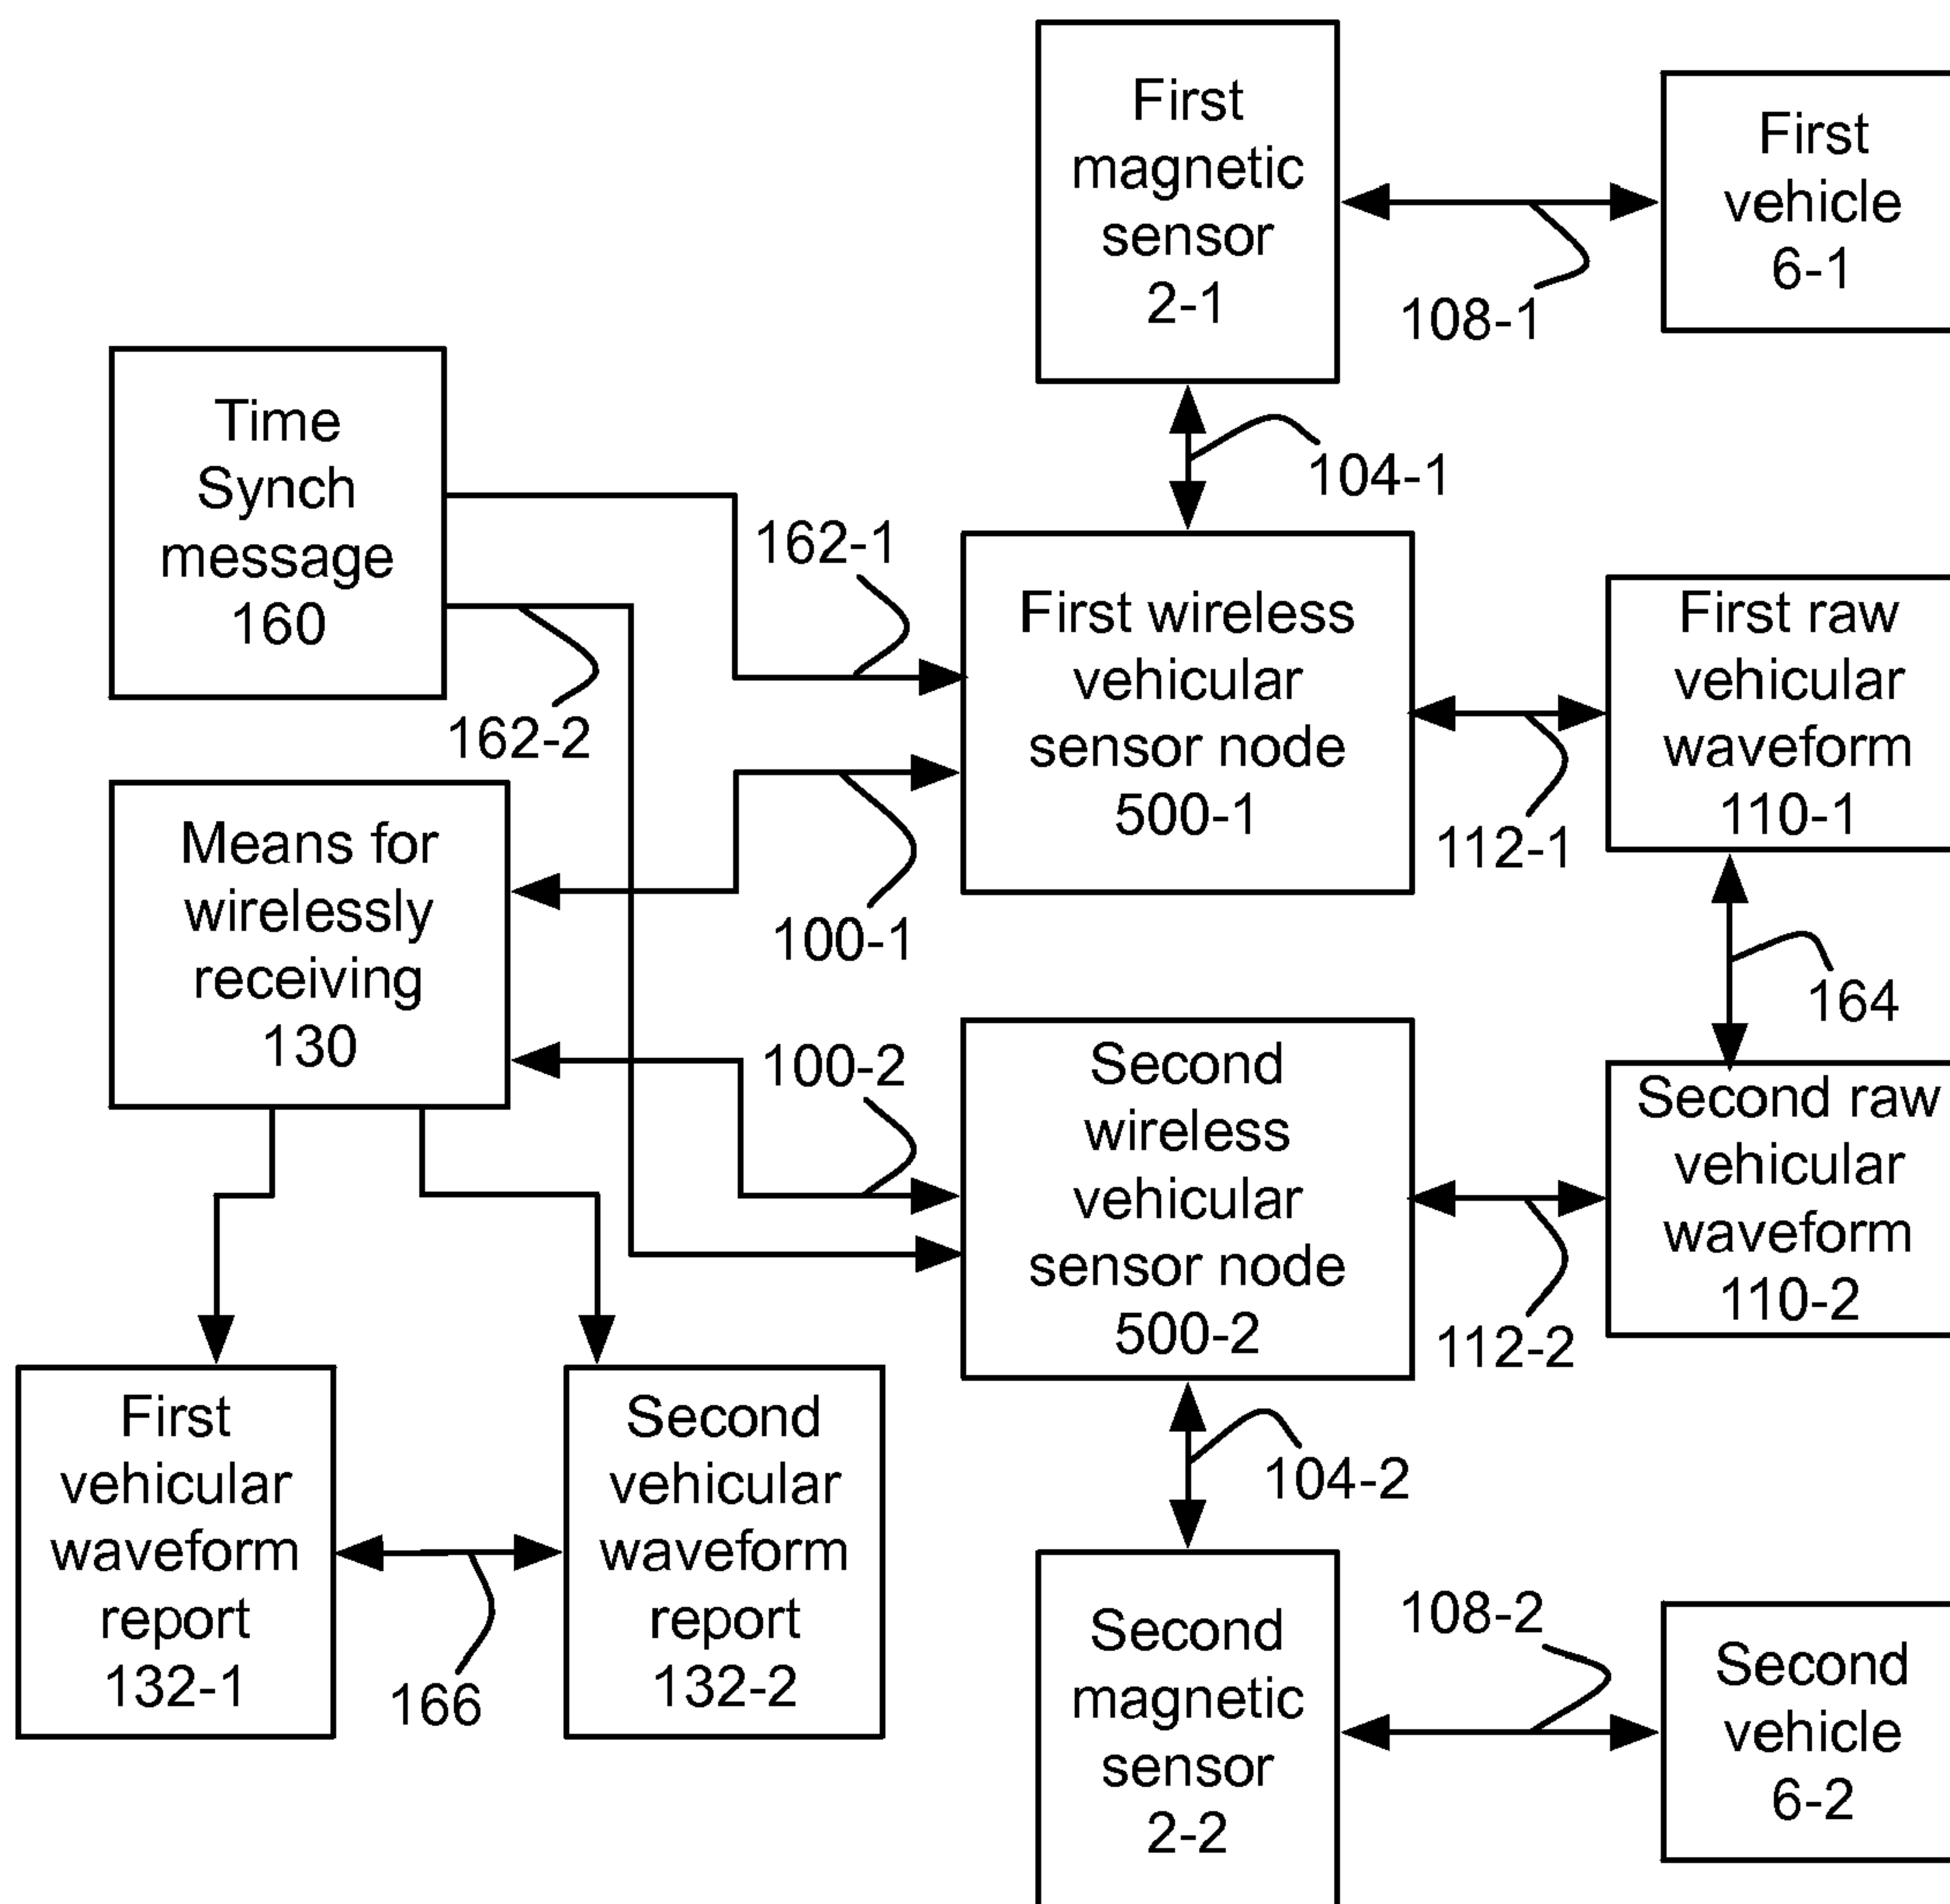 First
magnetic
sensor
2-1
First
vehicle
6-1
108-1
104-1
Time
Synch
message
160
162-1
162-2
First wireless
vehicular
sensor node
500-1
First raw
vehicular
waveform
110-1
112-1
Means for
wirelessly
receiving
130
100-1
164
100-2
Second
wireless
vehicular
sensor node
500-2
Second raw
vehicular
waveform
110-2
112-2
First
vehicular
waveform
report
132-1
Second
vehicular
waveform
report
132-2
166
104-2
Second
magnetic
sensor
2-2
108-2
Second
vehicle
6-2